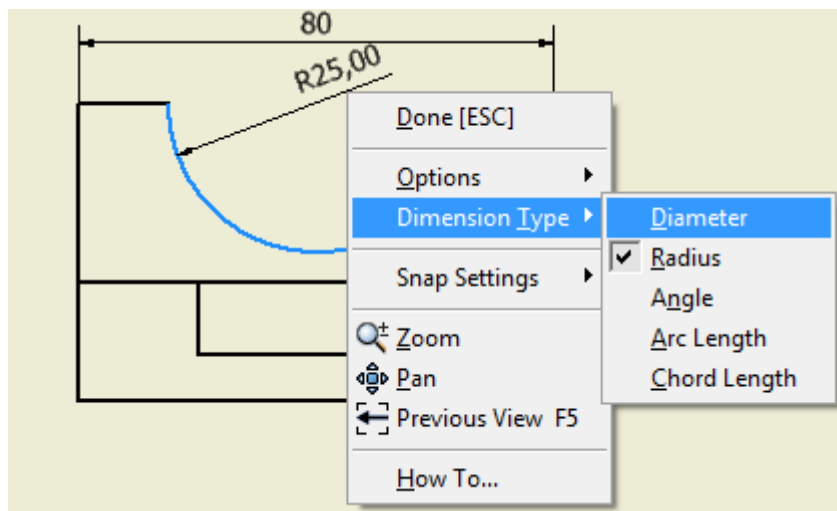 80
R25,00
Done [ESC]
Options
Dimension Type
Snap Settings
Zoom
Pan
Previous View F5
How To...
Diameter
Radius
Angle
Arc Length
Chord Length